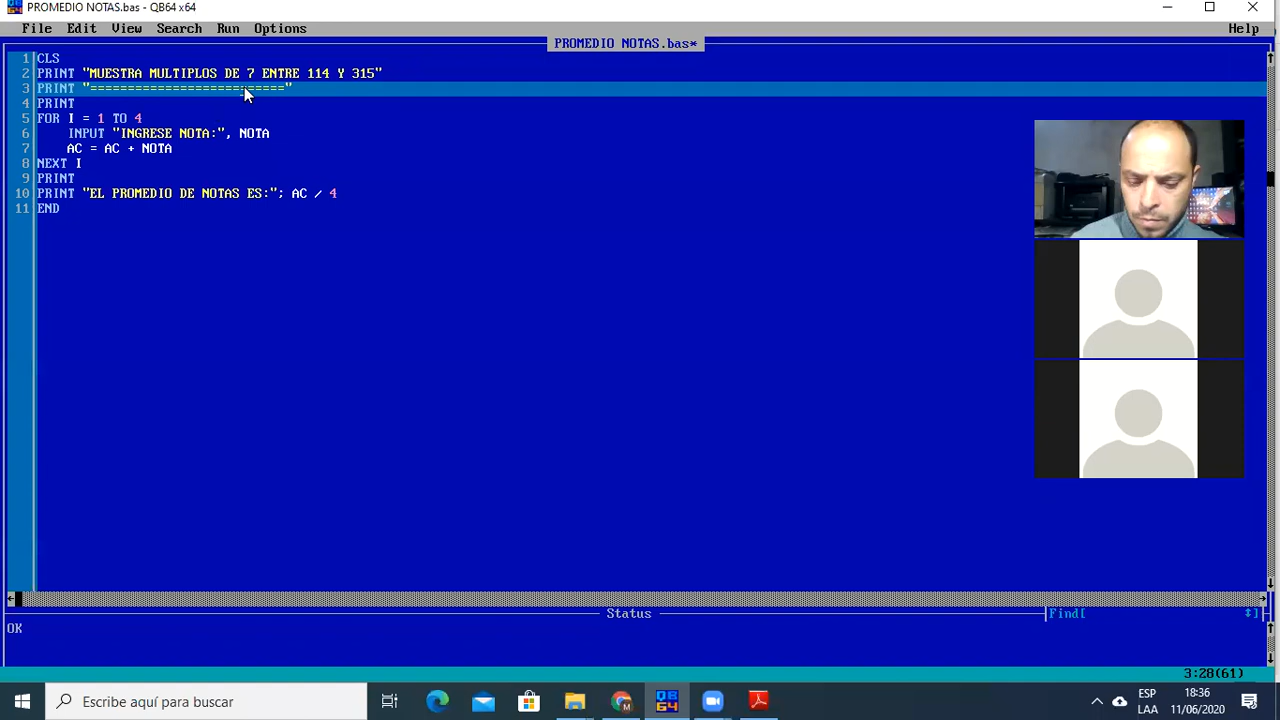 PROMEDIO NOTAS.bas - QB64 x64
File Edit View Search Run Options Help
PROMEDIO NOTAS.bas*
1 CLS
2 PRINT "MUESTRA MULTIPLOS DE 7 ENTRE 114 Y 315"
3 PRINT "=========================="
4 PRINT
5 FOR I = 1 TO 4
6 INPUT "INGRESE NOTA:", NOTA
7 AC = AC + NOTA
8 NEXT I
9 PRINT
10 PRINT "EL PROMEDIO DE NOTAS ES:"; AC / 4
11 END
Status
Find[ ]
OK
3:28(61)
Escribe aquí para buscar
QB
64
M
ESP
LAA
18:36
11/06/2020